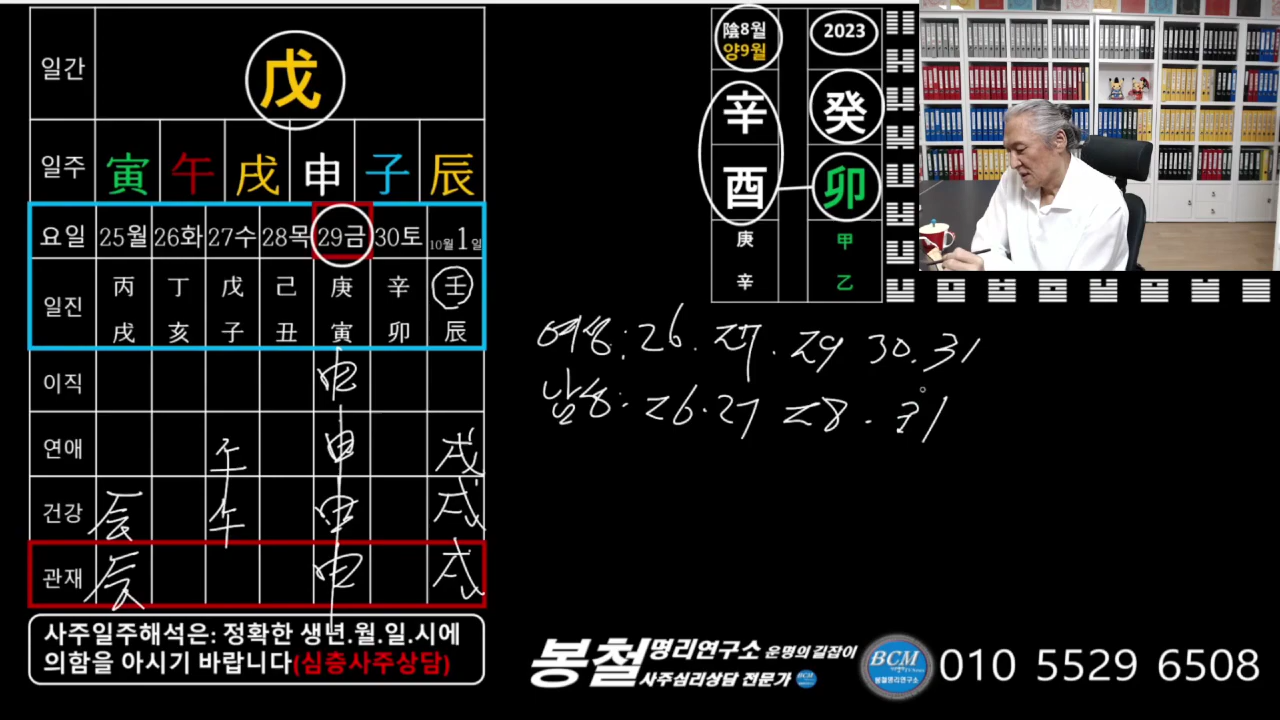 일간 戊
일주 寅 午 戌 申 子 辰
요일 25월 26화 27수 28목 29금 30토 10월 1일
일진 丙 丁 戊 己 庚 辛 壬
戌 亥 子 丑 寅 卯 辰
이직 申
연애 午 申 戌
건강 辰 午 申 戌
관재 辰 申 戌
사주일주해석은: 정확한 생년.월.일.시에
의함을 아시기 바랍니다(심층사주상담)
陰8월 2023
양9월
辛 癸
酉 卯
庚 甲
辛 乙
여성: 26. 27. 29 30. 31
남성: 26. 27 28. 31
봉철 명리연구소 운명의 길잡이
사주심리상담 전문가
BCM
봉철명리연구소
010 5529 6508